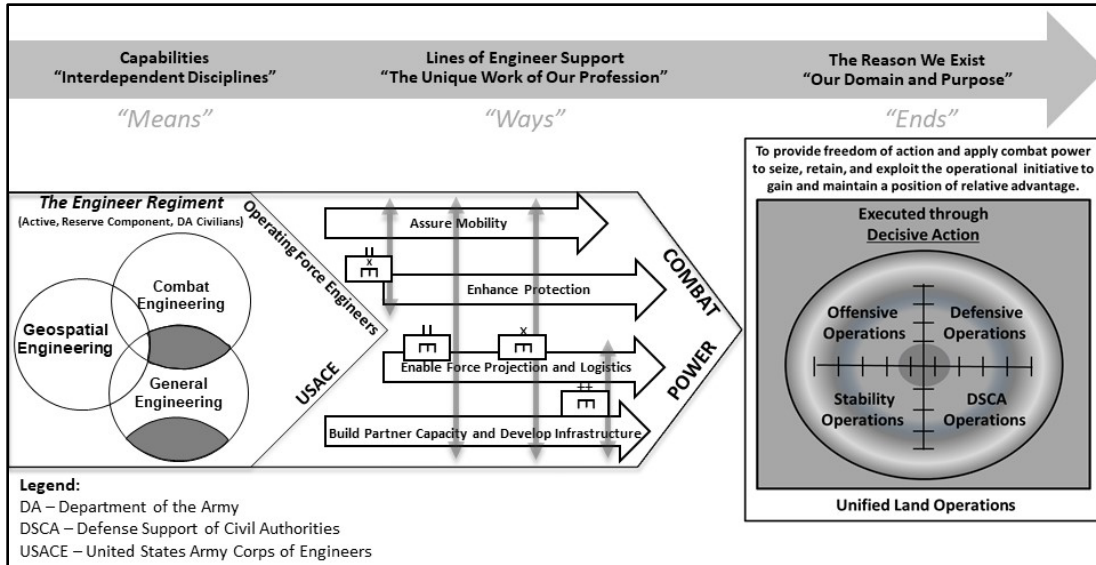 Capabilities
“Interdependent Disciplines”
Lines of Engineer Support
“The Unique Work of Our Profession”
The Reason We Exist
“Our Domain and Purpose”
“Means”
“Ways”
“Ends”
The Engineer Regiment
(Active, Reserve Component, DA Civilians)
Combat
Engineering
Geospatial
Engineering
General
Engineering
Operating Force Engineers
USACE
Assure Mobility
Enhance Protection
Enable Force Projection and Logistics
Build Partner Capacity and Develop Infrastructure
COMBAT
POWER
To provide freedom of action and apply combat power
to seize, retain, and exploit the operational initiative to
gain and maintain a position of relative advantage.
Executed through
Decisive Action
Offensive
Operations
Defensive
Operations
Stability
Operations
DSCA
Operations
Unified Land Operations
Legend:
DA – Department of the Army
DSCA – Defense Support of Civil Authorities
USACE – United States Army Corps of Engineers